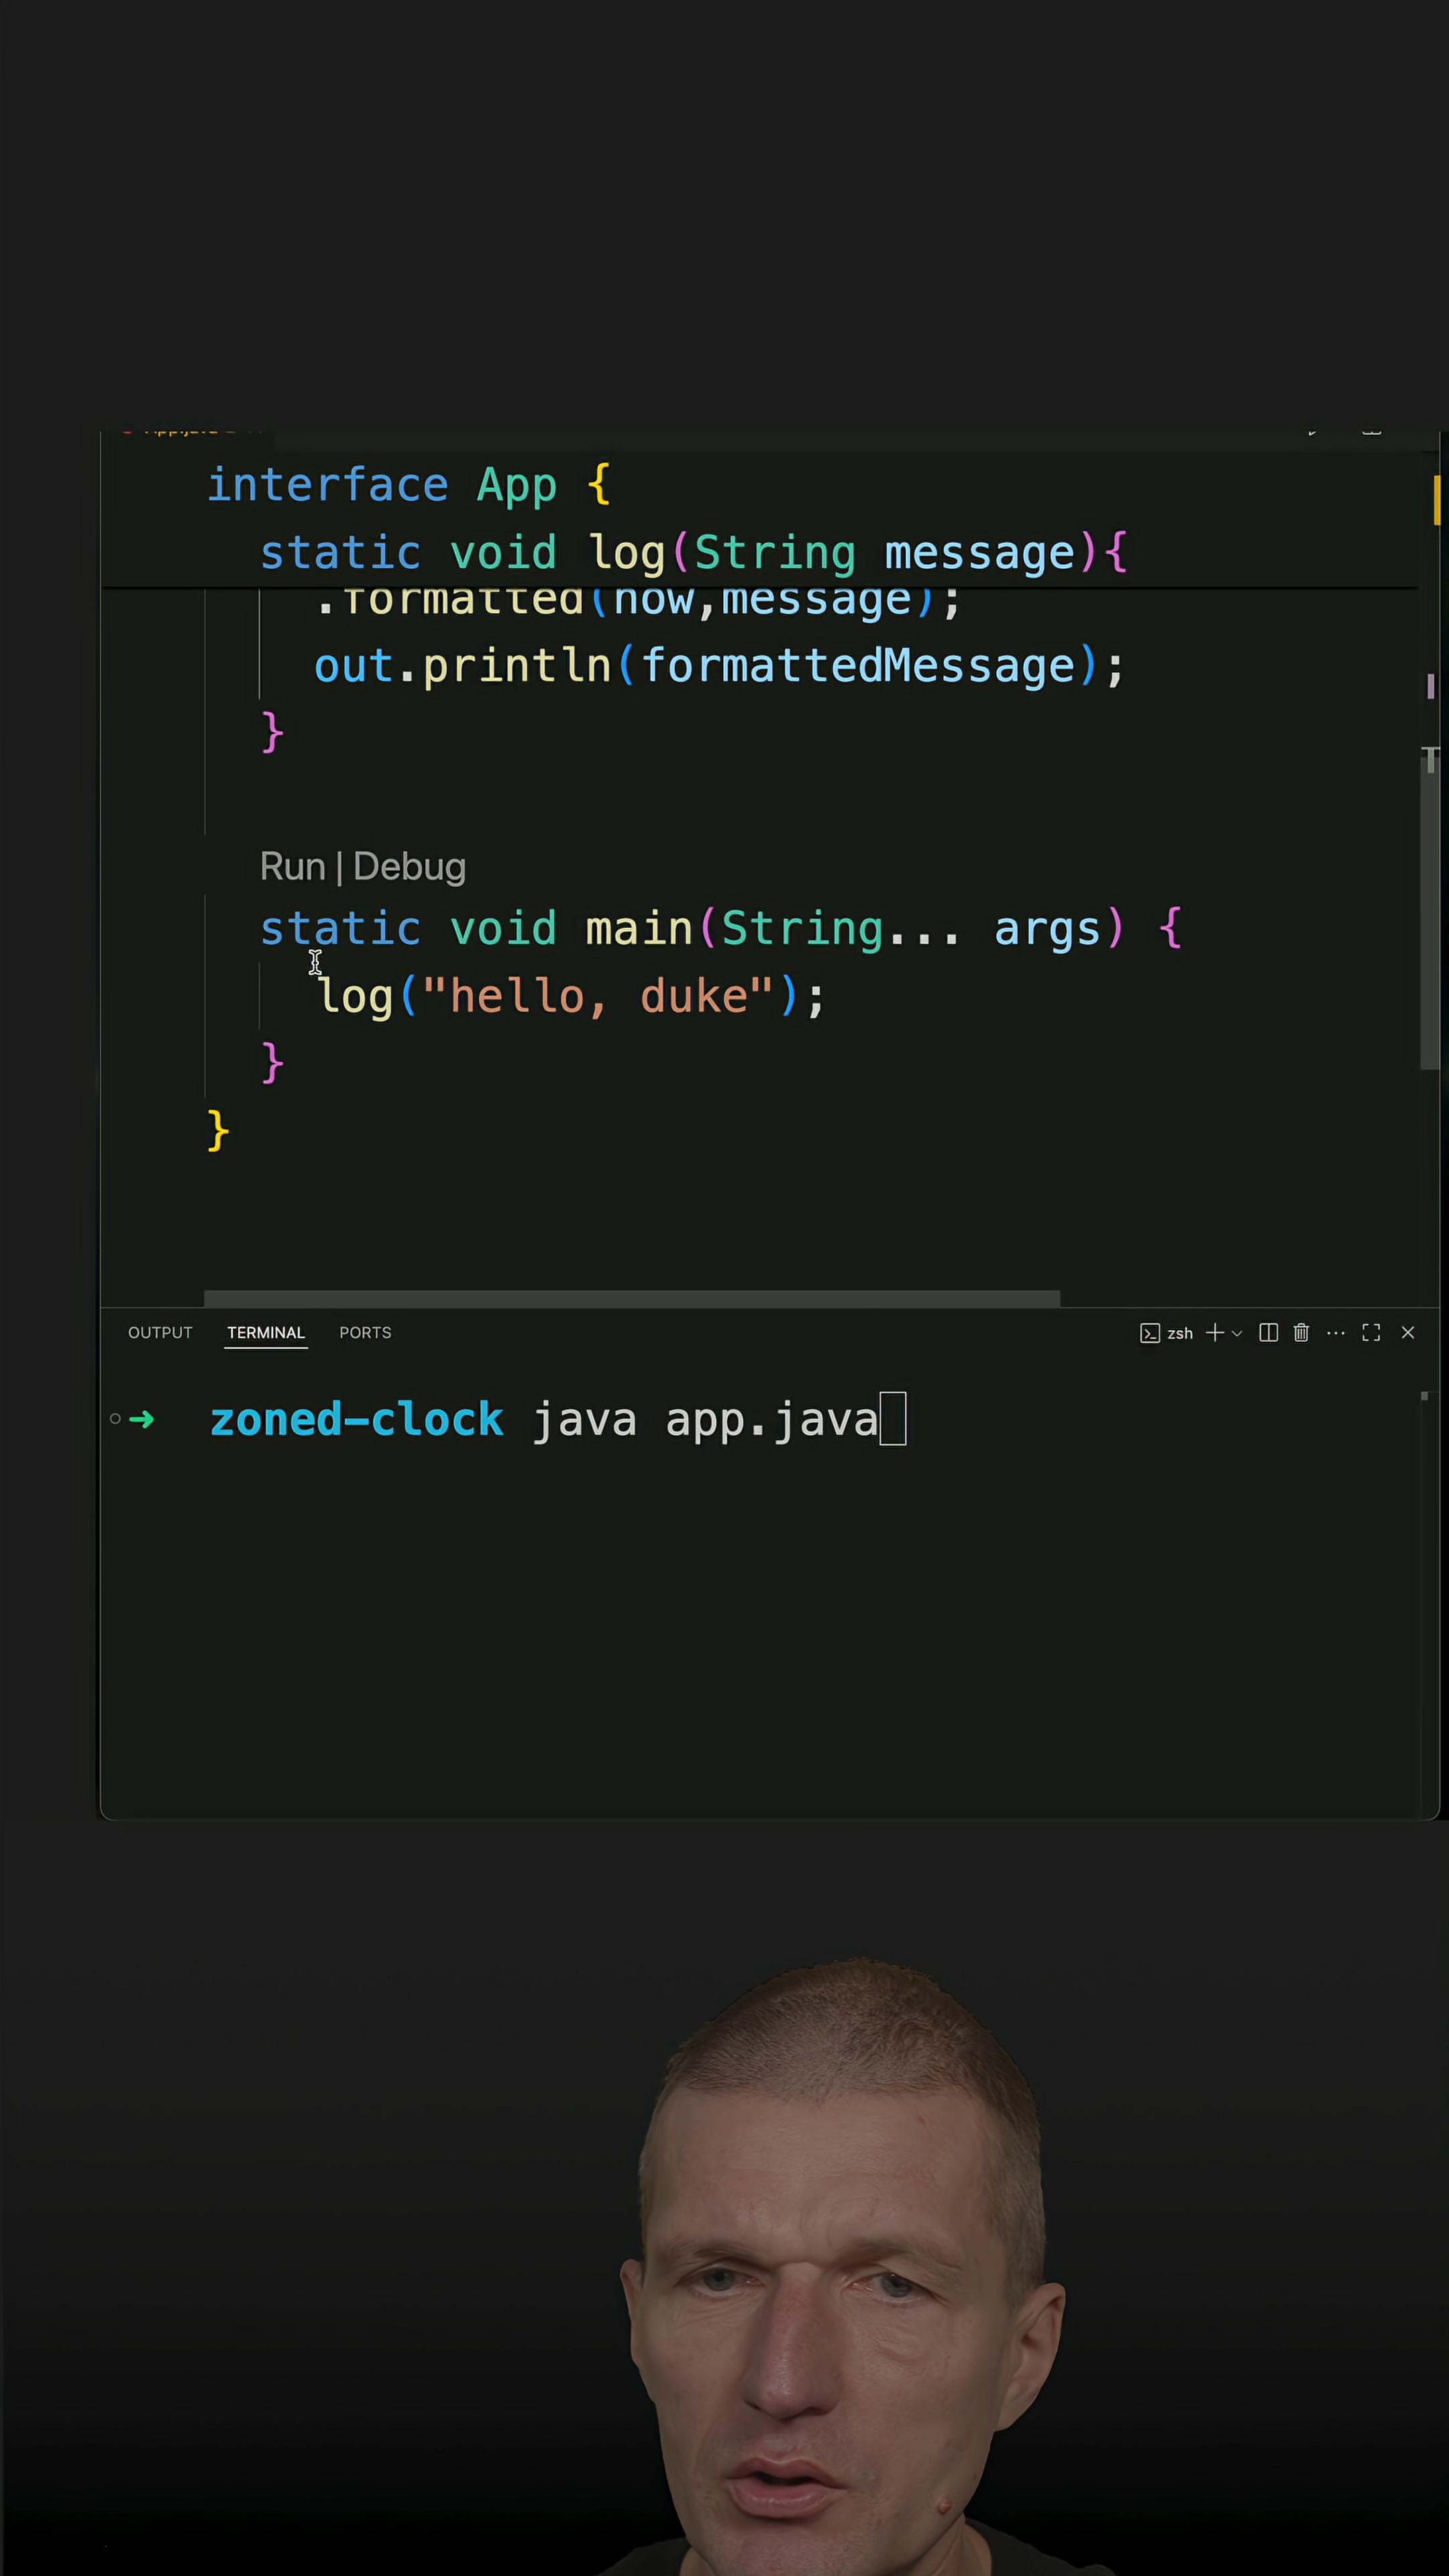 interface App {
static void log(String message){
.formatted(now,message);
out.println(formattedMessage);
}
Run | Debug
static void main(String... args) {
log("hello, duke");
}
}
OUTPUT TERMINAL PORTS zsh
zoned-clock java app.java